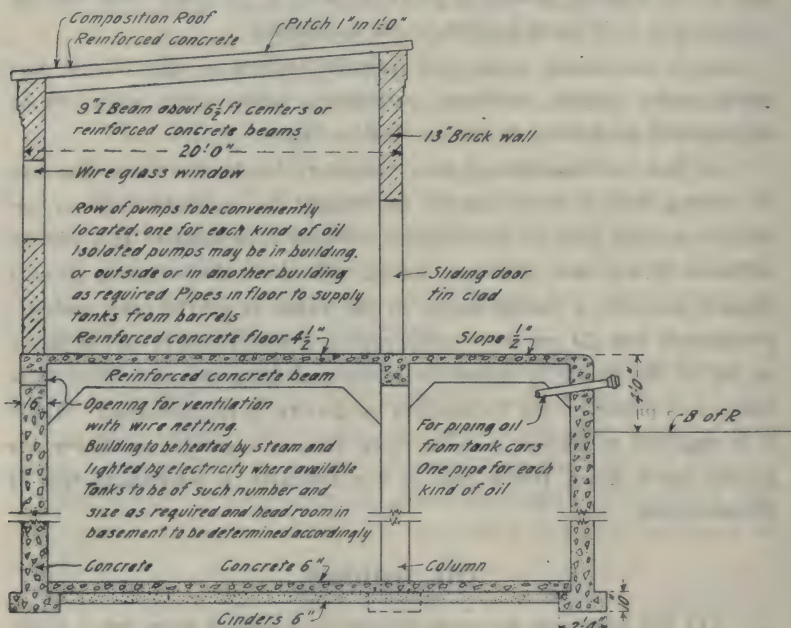 Composition Roof
Reinforced concrete
Pitch 1" in 1'-0"
9" I Beam about 6 1/2 ft centers or
reinforced concrete beams
13" Brick wall
20'-0"
Wire glass window
Row of pumps to be conveniently
located, one for each kind of oil
Isolated pumps may be in building,
or outside or in another building
as required Pipes in floor to supply
tanks from barrels
Sliding door
tin clad
Reinforced concrete floor 4 1/2"
Slope 1/2"
Reinforced concrete beam
4'-0"
16"
Opening for ventilation
with wire netting.
Building to be heated by steam and
lighted by electricity where available
Tanks to be of such number and
size as required and head room in
basement to be determined accordingly
For piping oil
from tank cars
One pipe for each
kind of oil
B of R
Concrete
Concrete 6"
Column
Cinders 6"
10"
2'-0"